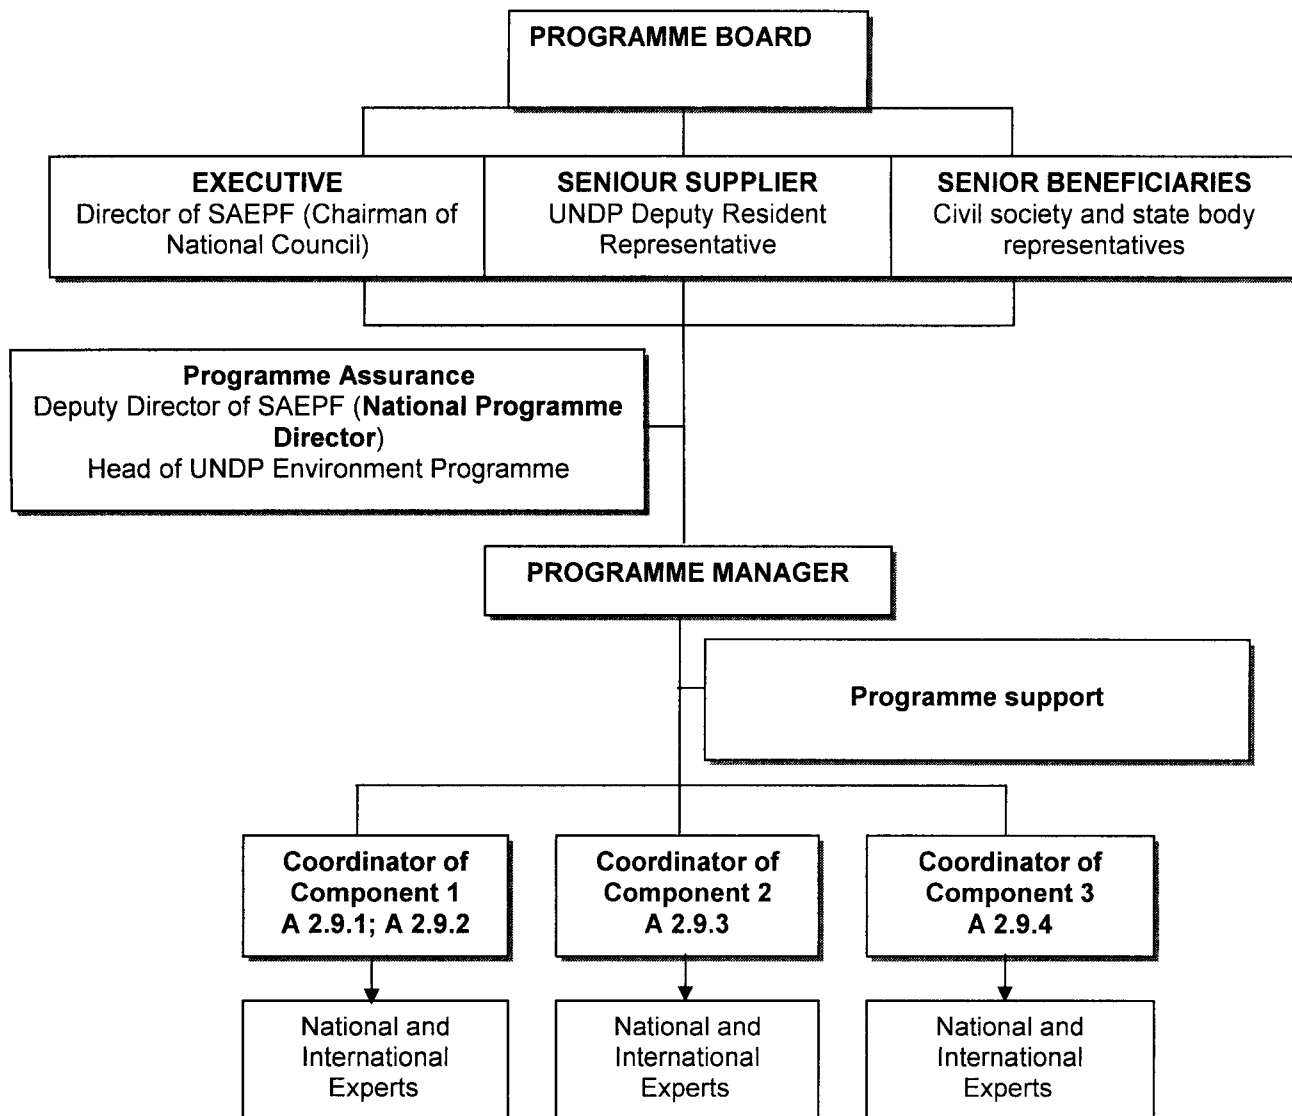 PROGRAMME BOARD
EXECUTIVE
Director of SAEPF (Chairman of
National Council)
SENIOUR SUPPLIER
UNDP Deputy Resident
Representative
SENIOR BENEFICIARIES
Civil society and state body
representatives
Programme Assurance
Deputy Director of SAEPF (National Programme
Director)
Head of UNDP Environment Programme
PROGRAMME MANAGER
Programme support
Coordinator of
Component 1
A 2.9.1; A 2.9.2
Coordinator of
Component 2
A 2.9.3
Coordinator of
Component 3
A 2.9.4
National and
International
Experts
National and
International
Experts
National and
International
Experts